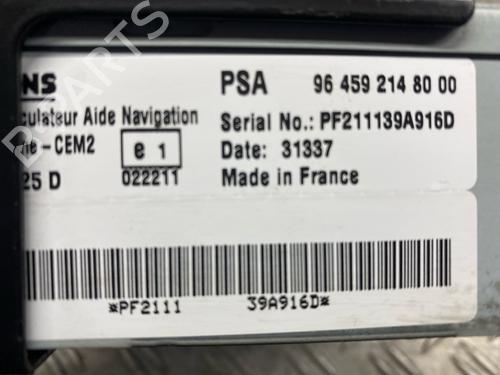 NS PSA 96 459 214 80 00
culateur Aide Navigation Serial No.: PF211139A916D
ne-CEM2 e 1 Date: 31337
25 D 022211 Made in France
*PF2111 39A916D*